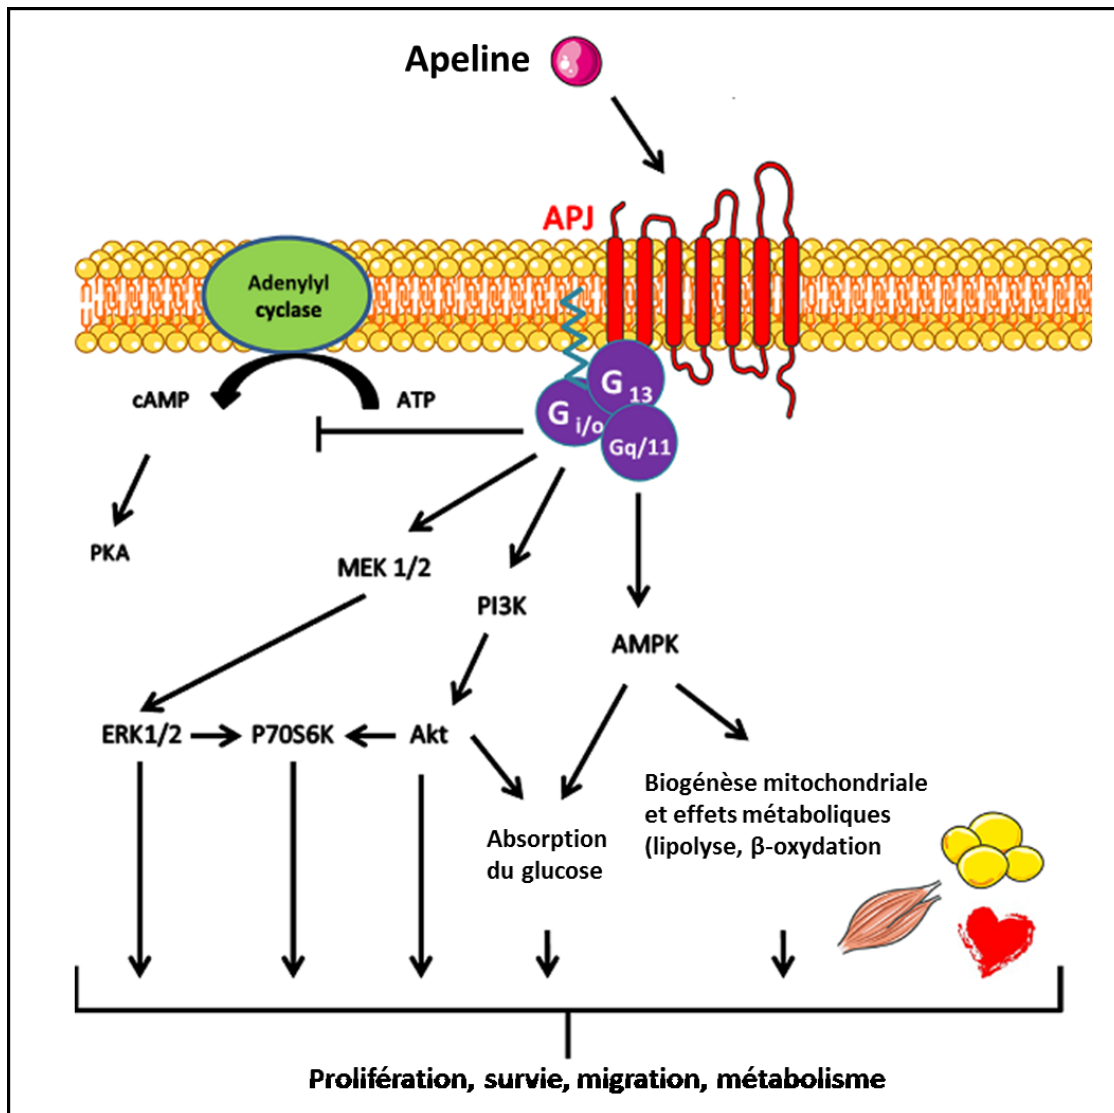 Apeline
APJ
Adenylyl
cyclase
cAMP
ATP
G 13
G i/o
Gq/11
PKA
MEK 1/2
PI3K
AMPK
ERK1/2
P70S6K
Akt
Absorption
du glucose
Biogénèse mitochondriale
et effets métaboliques
(lipolyse, β-oxydation
Prolifération, survie, migration, métabolisme